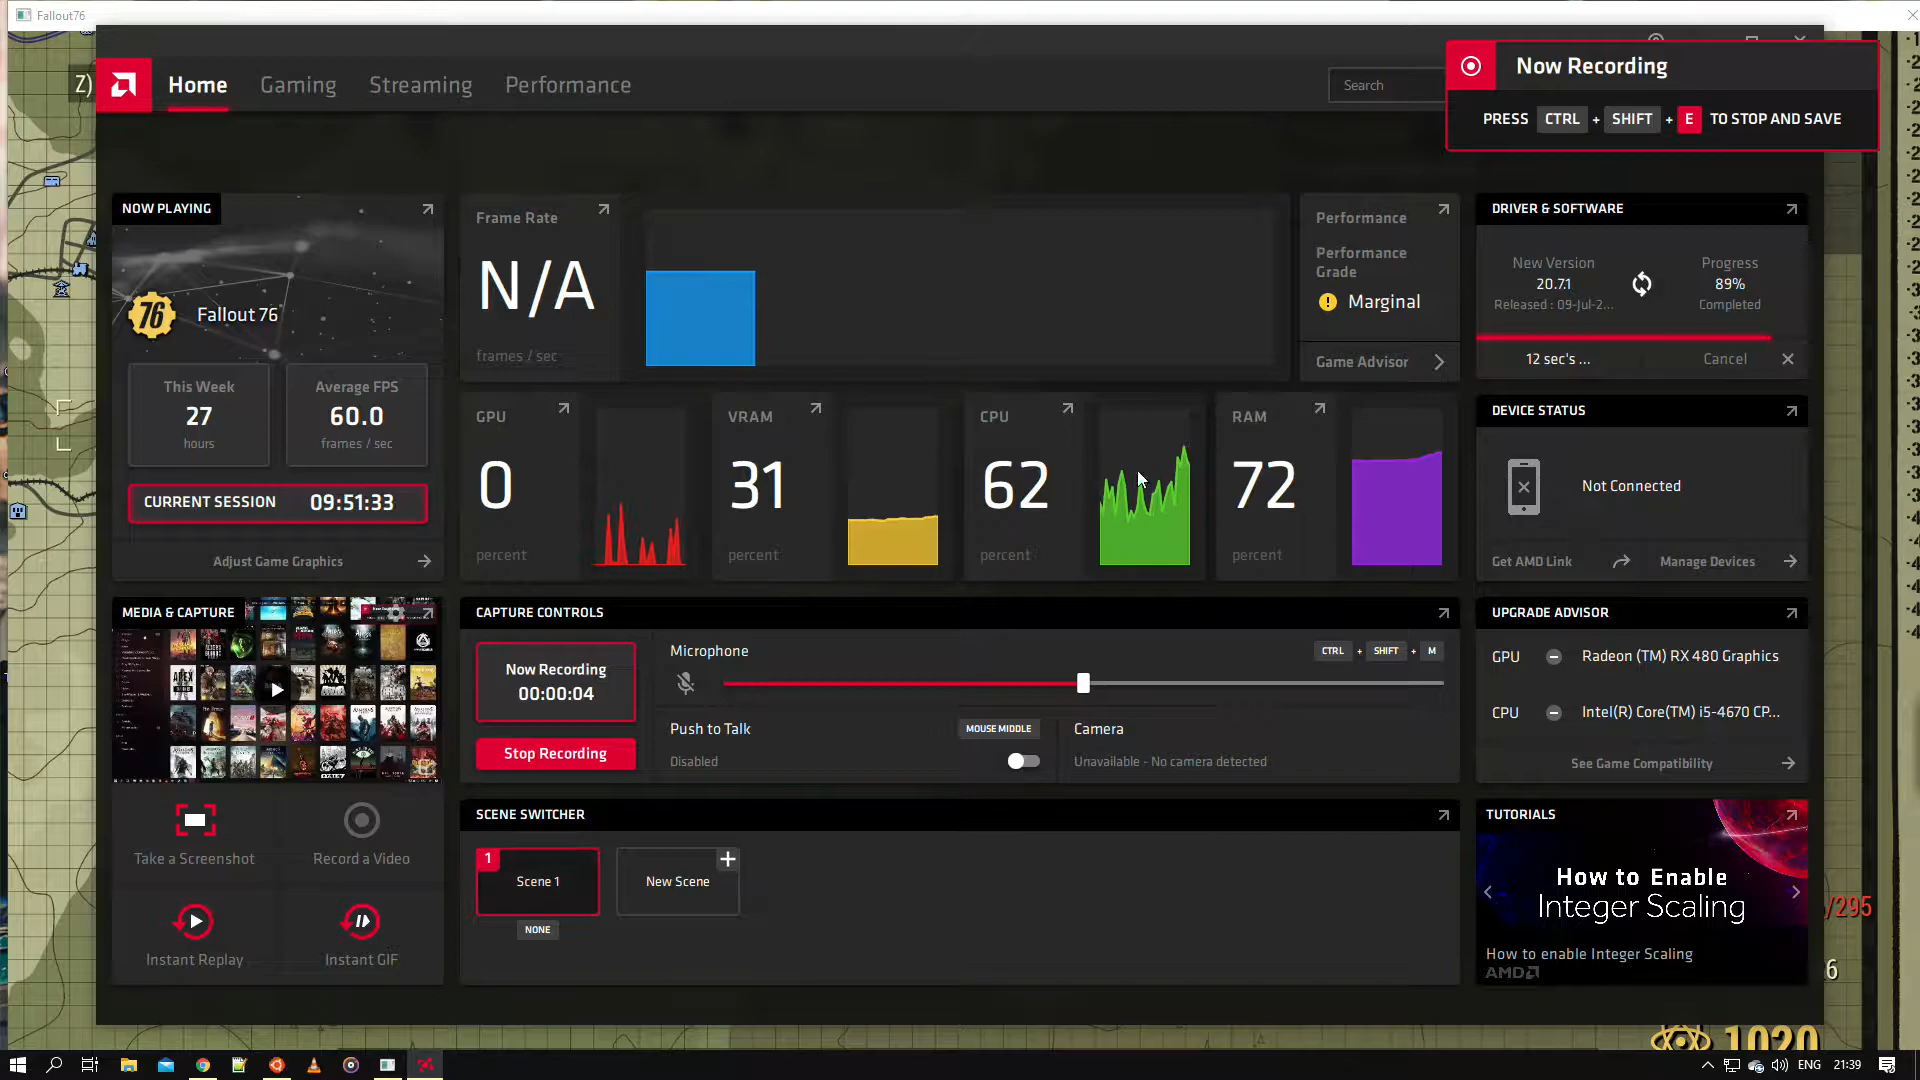 Fallout76
Z)
Home
Gaming
Streaming
Performance
Search
Now Recording
PRESS CTRL + SHIFT + E TO STOP AND SAVE
NOW PLAYING
76
Fallout 76
This Week
27
hours
Average FPS
60.0
frames / sec
CURRENT SESSION 09:51:33
Adjust Game Graphics
Frame Rate
N/A
frames / sec
Performance
Performance
Grade
Marginal
Game Advisor
DRIVER & SOFTWARE
New Version
20.7.1
Released : 09-Jul-2...
Progress
89%
Completed
12 sec's ...
Cancel
GPU
0
percent
VRAM
31
percent
CPU
62
percent
RAM
72
percent
DEVICE STATUS
Not Connected
Get AMD Link
Manage Devices
MEDIA & CAPTURE
Take a Screenshot
Record a Video
Instant Replay
Instant GIF
CAPTURE CONTROLS
Now Recording
00:00:04
Stop Recording
Microphone
CTRL + SHIFT + M
Push to Talk
MOUSE MIDDLE
Disabled
Camera
Unavailable - No camera detected
SCENE SWITCHER
1
Scene 1
NONE
New Scene
UPGRADE ADVISOR
GPU
Radeon (TM) RX 480 Graphics
CPU
Intel(R) Core(TM) i5-4670 CP...
See Game Compatibility
TUTORIALS
How to Enable
Integer Scaling
How to enable Integer Scaling
AMD
/295
6
1020
ENG
21:39